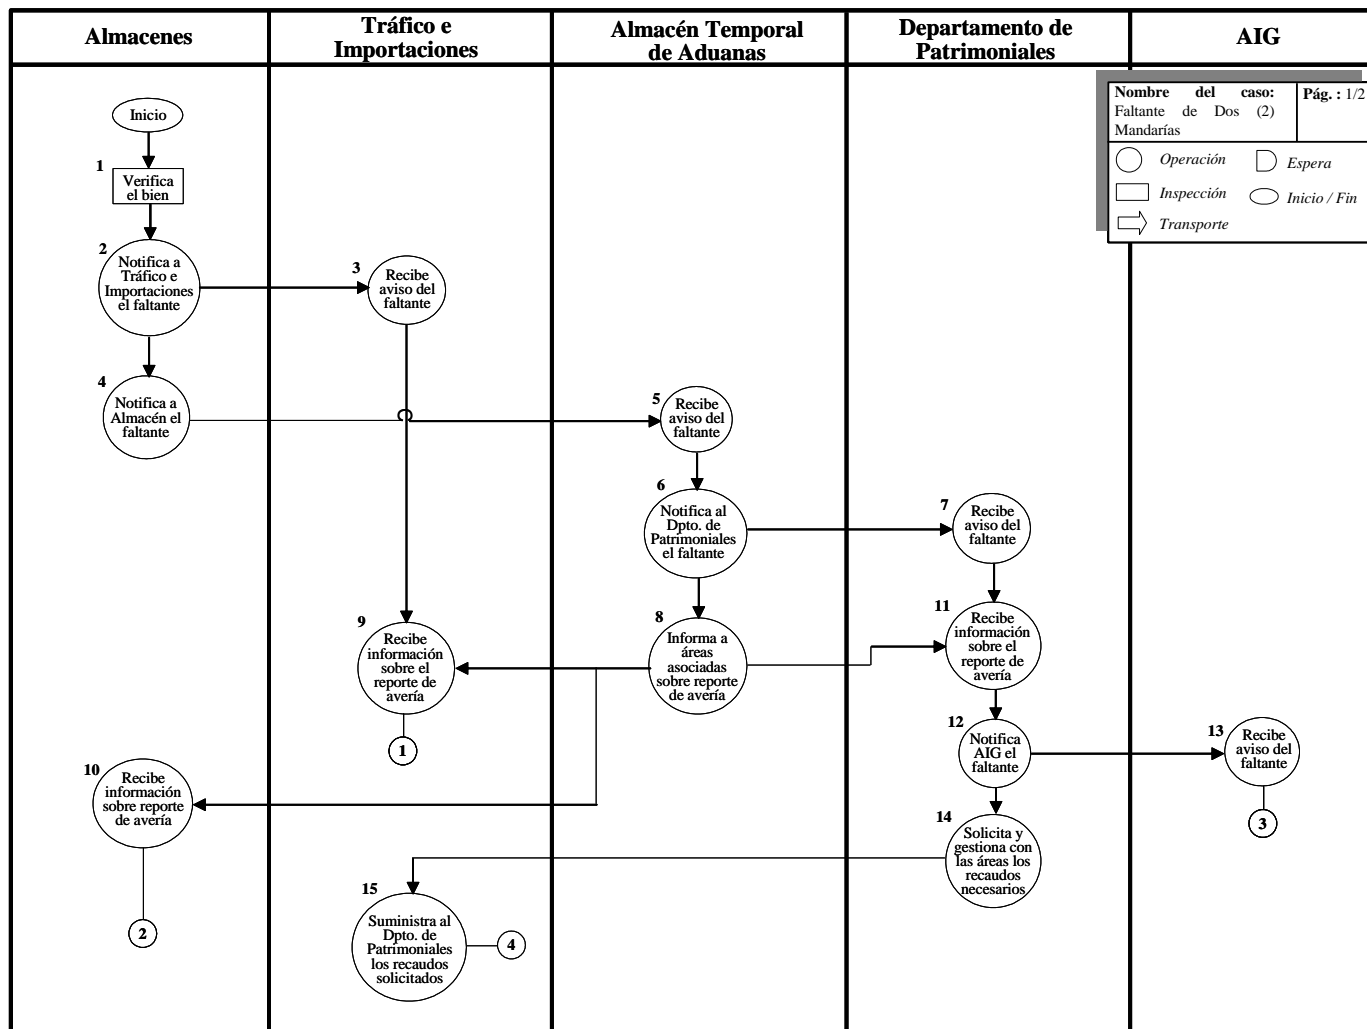 Almacenes
Tráfico e
Importaciones
Almacén Temporal
de Aduanas
Departamento de
Patrimoniales
AIG
Nombre del caso:
Faltante de Dos (2)
Mandarías
Pág. : 1/2
Operación
Espera
Inspección
Inicio / Fin
Transporte
Inicio
1
Verifica
el bien
2
Notifica a
Tráfico e
Importaciones
el faltante
3
Recibe
aviso del
faltante
4
Notifica a
Almacén el
faltante
5
Recibe
aviso del
faltante
6
Notifica al
Dpto. de
Patrimoniales
el faltante
7
Recibe
aviso del
faltante
8
Informa a
áreas
asociadas
sobre reporte
de avería
9
Recibe
información
sobre el
reporte de
avería
1
11
Recibe
información
sobre el
reporte de
avería
12
Notifica
AIG el
faltante
13
Recibe
aviso del
faltante
3
10
Recibe
información
sobre reporte
de avería
2
14
Solicita y
gestiona con
las áreas los
recaudos
necesarios
15
Suministra al
Dpto. de
Patrimoniales
los recaudos
solicitados
4